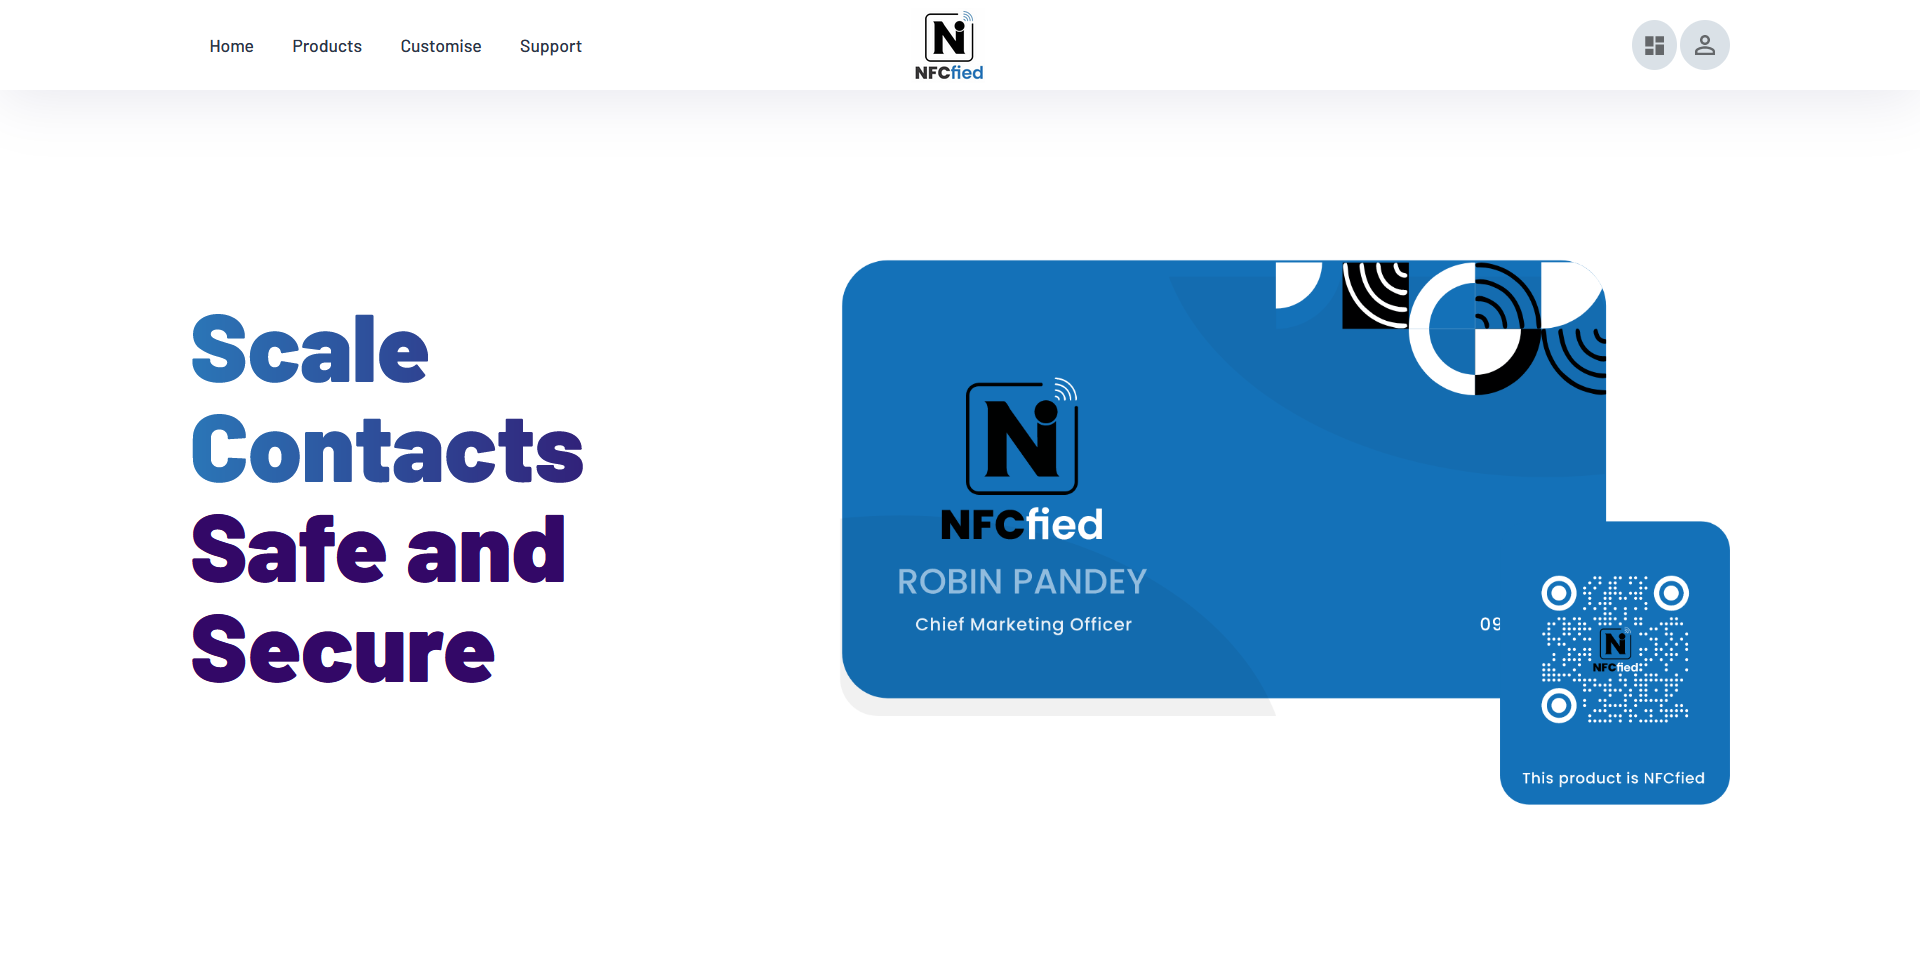 Home
Products
Customise
Support
NFCfied
Scale
Contacts
Safe and
Secure
NFCfied
ROBIN PANDEY
Chief Marketing Officer
09
NFCfied
This product is NFCfied